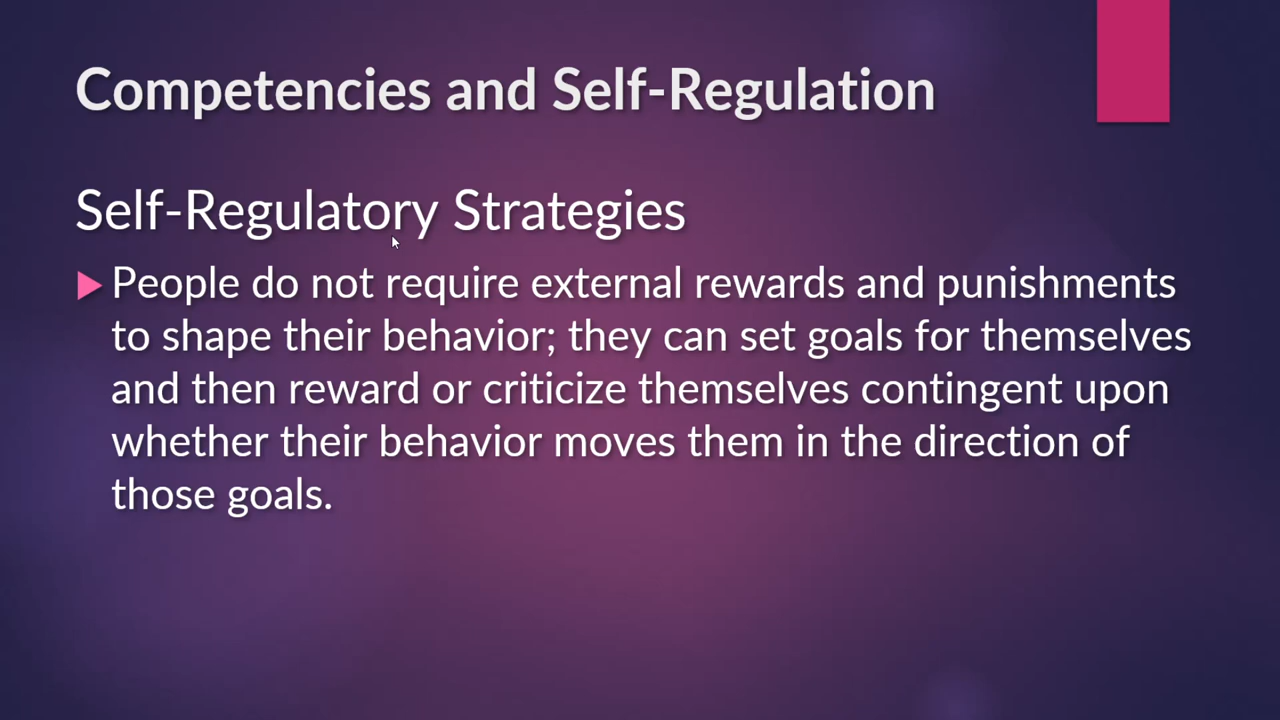 Competencies and Self-Regulation
Self-Regulatory Strategies
People do not require external rewards and punishments
to shape their behavior; they can set goals for themselves
and then reward or criticize themselves contingent upon
whether their behavior moves them in the direction of
those goals.